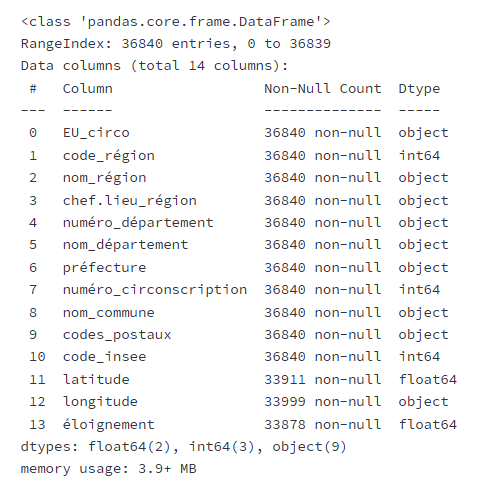 <class 'pandas.core.frame.DataFrame'>
RangeIndex: 36840 entries, 0 to 36839
Data columns (total 14 columns):
 #   Column                   Non-Null Count  Dtype
---  ------                   --------------  -----
 0   EU_circo                 36840 non-null  object
 1   code_région              36840 non-null  int64
 2   nom_région               36840 non-null  object
 3   chef.lieu_région         36840 non-null  object
 4   numéro_département       36840 non-null  object
 5   nom_département          36840 non-null  object
 6   préfecture               36840 non-null  object
 7   numéro_circonscription   36840 non-null  int64
 8   nom_commune              36840 non-null  object
 9   codes_postaux            36840 non-null  object
 10  code_insee               36840 non-null  int64
 11  latitude                 33911 non-null  float64
 12  longitude                33999 non-null  object
 13  éloignement              33878 non-null  float64
dtypes: float64(2), int64(3), object(9)
memory usage: 3.9+ MB